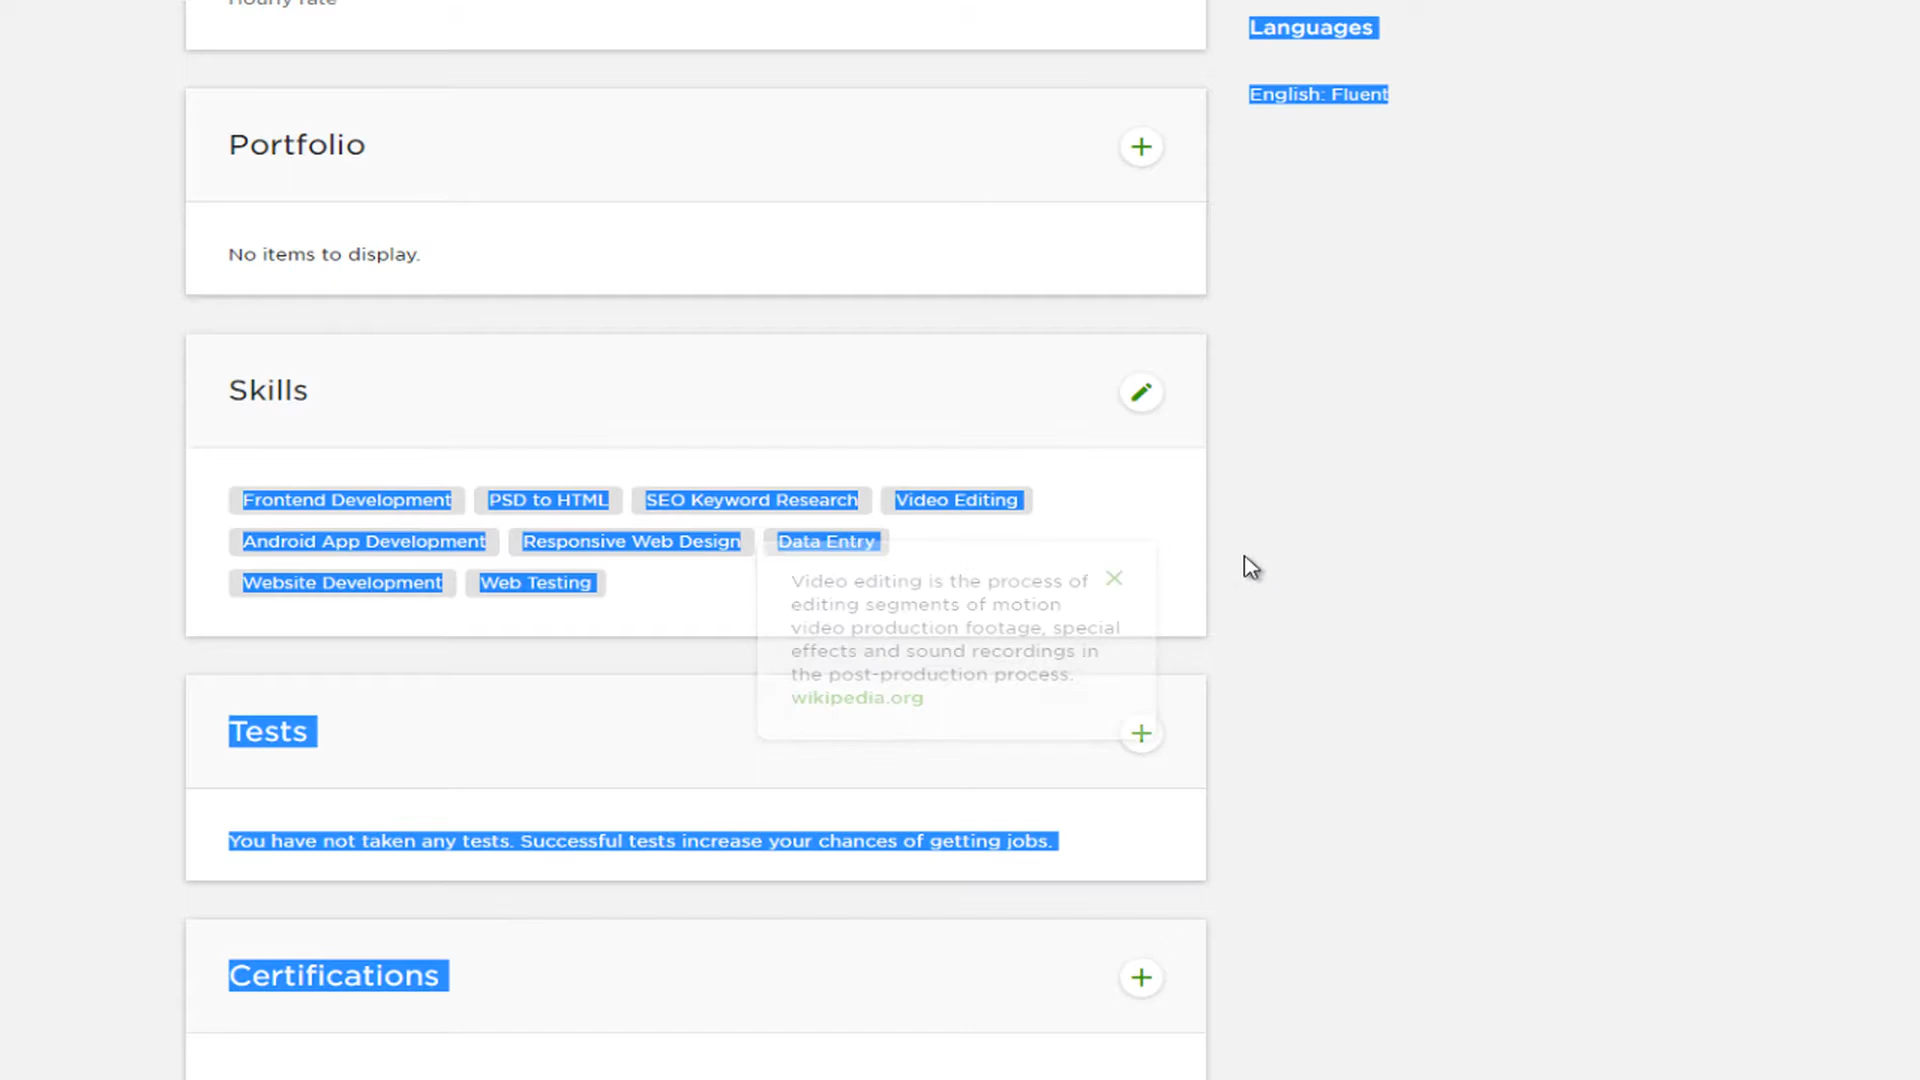 Hourly rate
Languages
English: Fluent
Portfolio
No items to display.
Skills
Frontend Development PSD to HTML SEO Keyword Research Video Editing
Android App Development Responsive Web Design Data Entry
Website Development Web Testing
Video editing is the process of
editing segments of motion
video production footage, special
effects and sound recordings in
the post-production process.
wikipedia.org
Tests
You have not taken any tests. Successful tests increase your chances of getting jobs.
Certifications